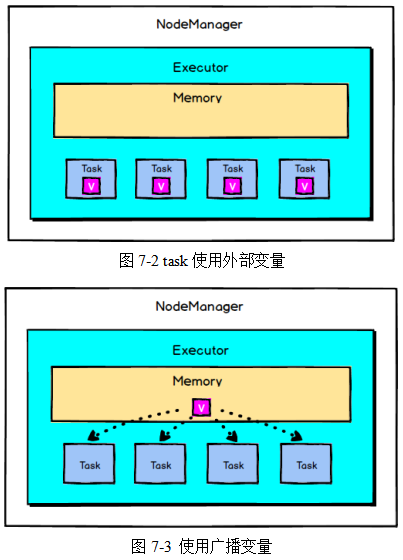 NodeManager
Executor
Memory
Task Task Task Task
V V V V
图 7-2 task 使用外部变量
NodeManager
Executor
Memory
V
Task Task Task Task
图 7-3 使用广播变量